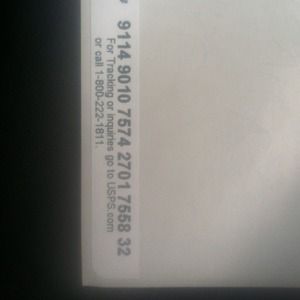 # 9114 9010 7574 2701 7558 32
For Tracking or inquiries go to USPS.com
or call 1-800-222-1811.